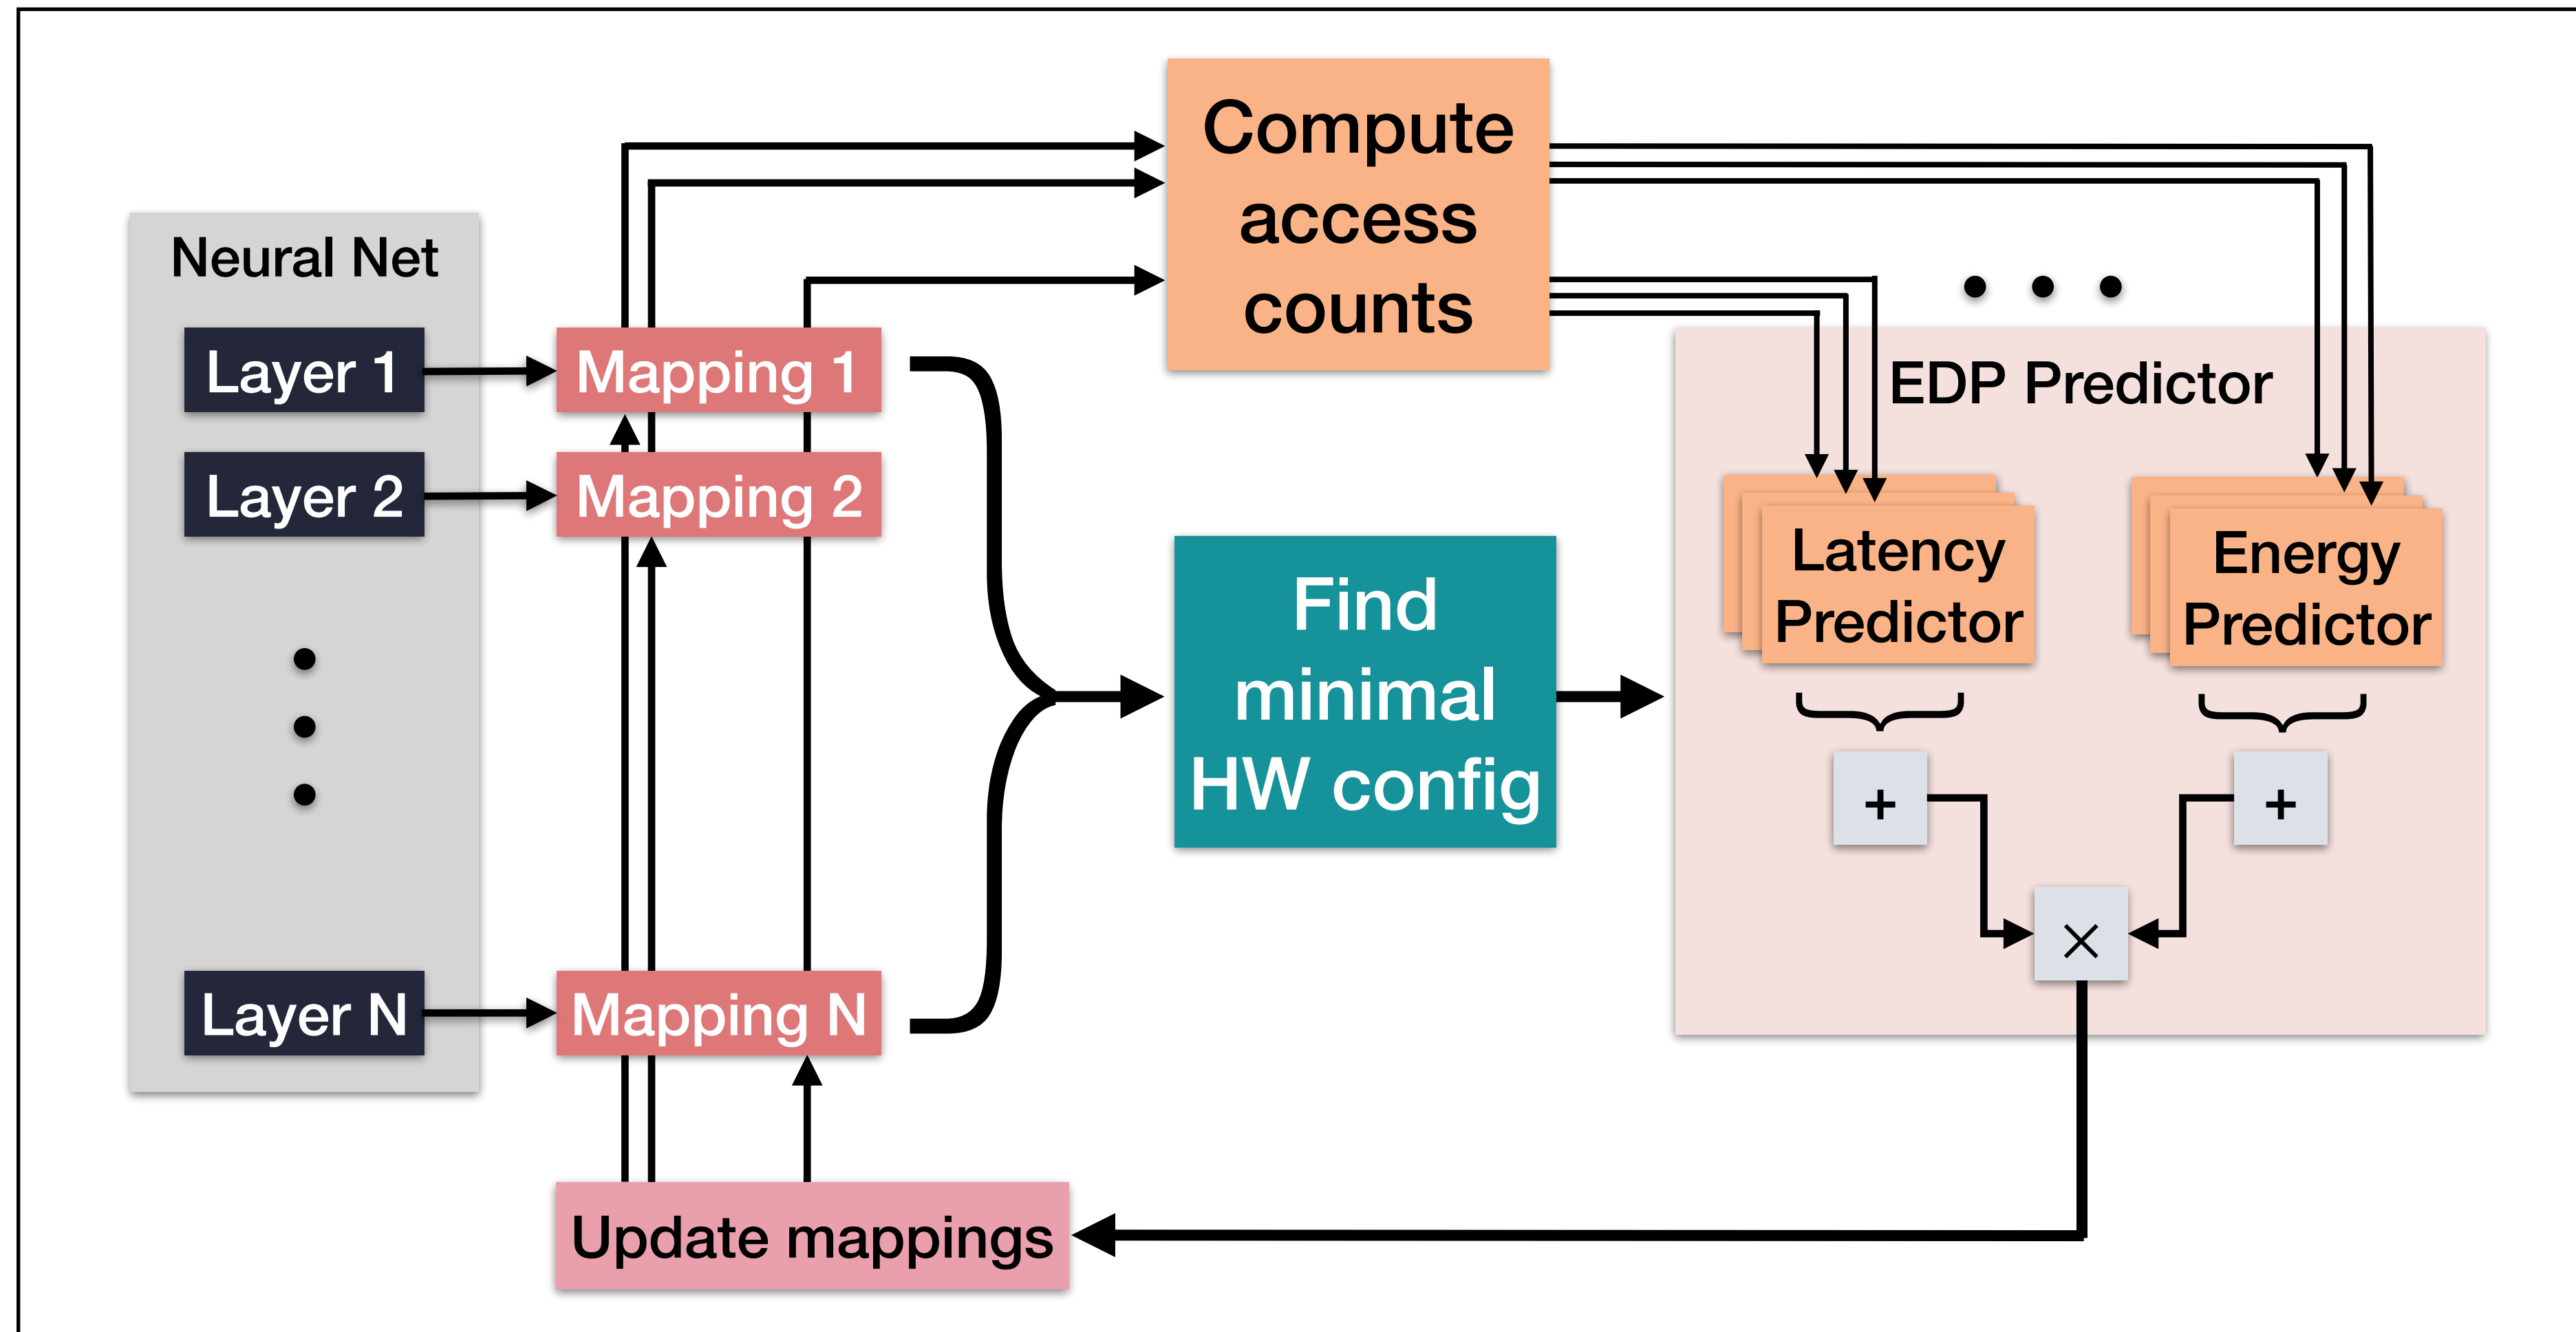 Compute
access
counts
Neural Net
Layer 1
Mapping 1
Layer 2
Mapping 2
Layer N
Mapping N
Find
minimal
HW config
EDP Predictor
Latency
Predictor
Energy
Predictor
+
+
×
Update mappings